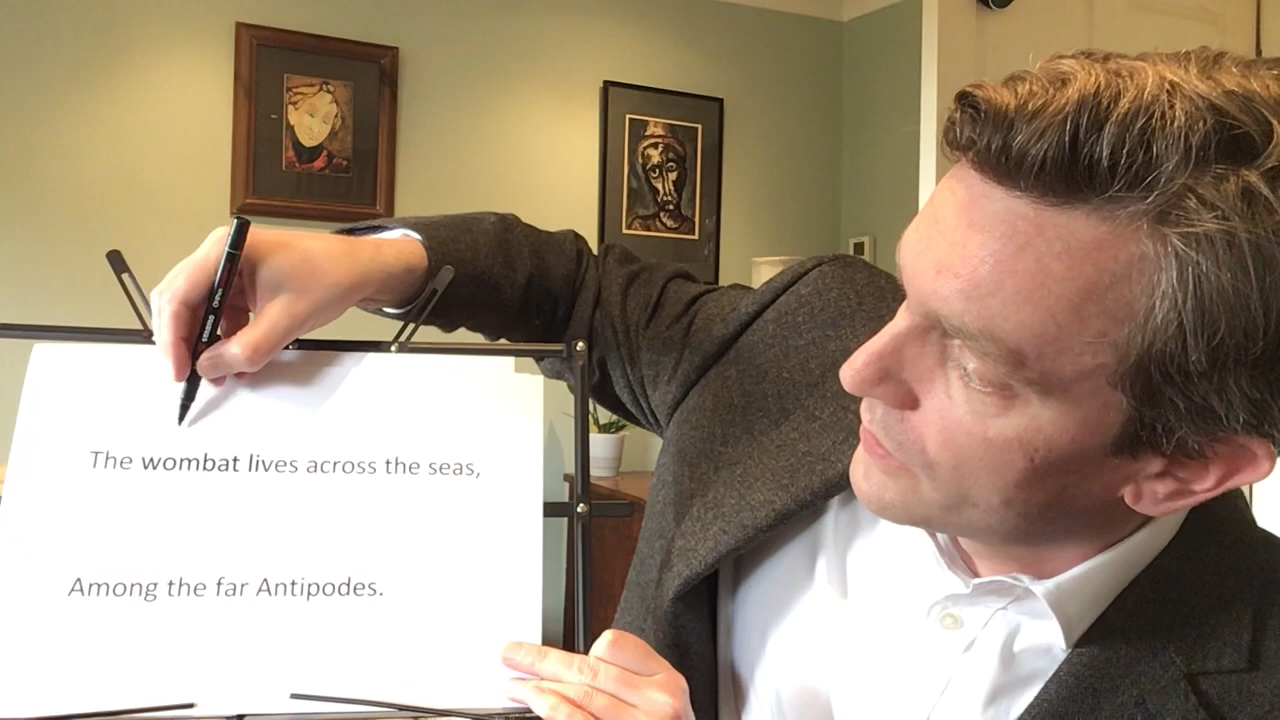 The wombat lives across the seas,
Among the far Antipodes.